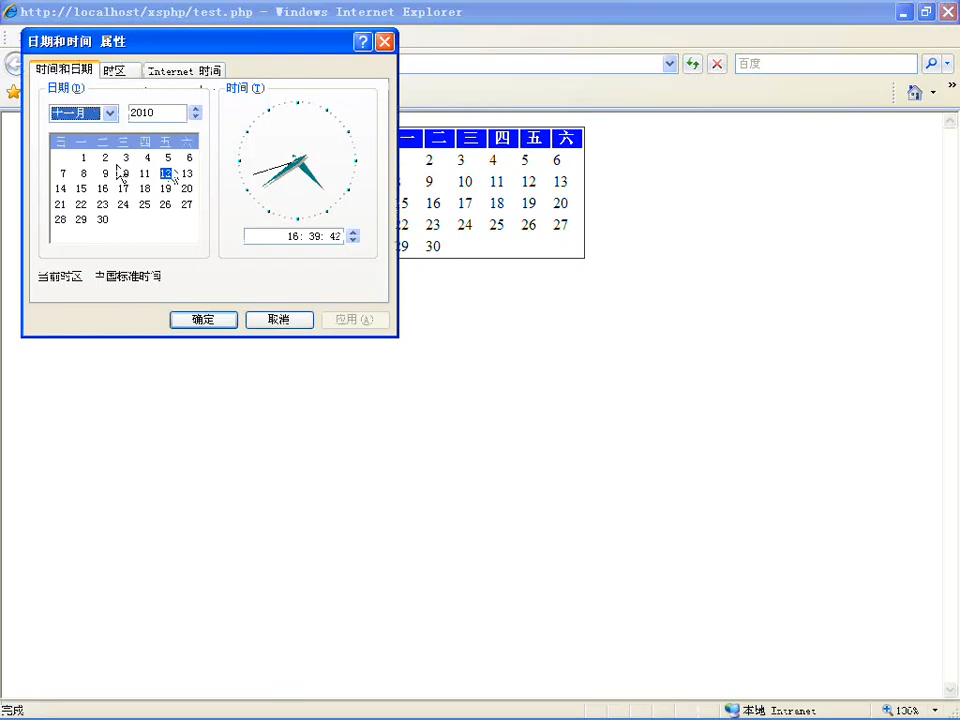 http://localhost/xsphp/test.php - Windows Internet Explorer
日期和时间 属性
时间和日期 时区 Internet 时间
百度
日期(D) 时间(T)
十一月 2010
日 一 二 三 四 五 六
1 2 3 4 5 6
7 8 9 11 12 13
14 15 16 17 18 19 20
21 22 23 24 25 26 27
28 29 30
16:39:42
当前时区 中国标准时间
确定 取消 应用(A)
一 二 三 四 五 六
2 3 4 5 6
9 10 11 12 13
16 17 18 19 20
23 24 25 26 27
30
完成
本地 Intranet